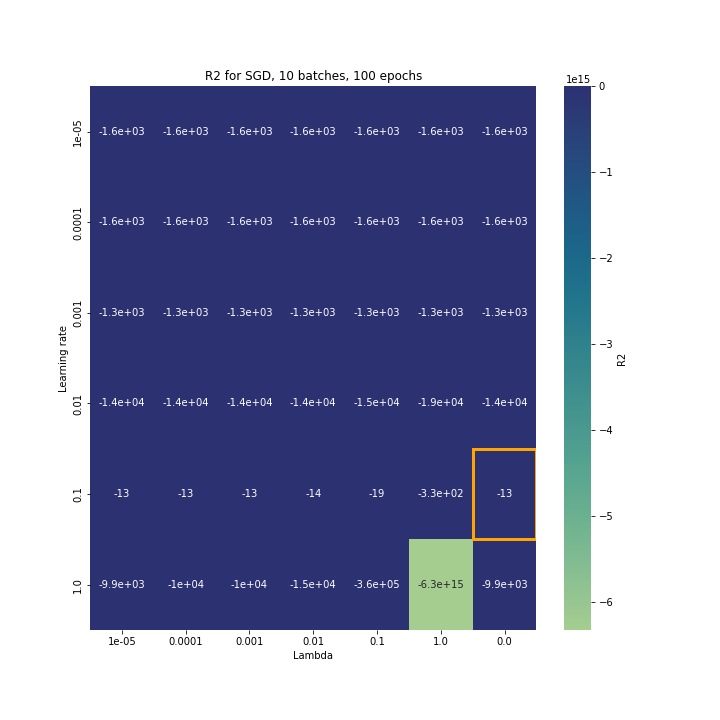 R2 for SGD, 10 batches, 100 epochs
1e15
1e-05 -1.6e+03 -1.6e+03 -1.6e+03 -1.6e+03 -1.6e+03 -1.6e+03 -1.6e+03
0.0001 -1.6e+03 -1.6e+03 -1.6e+03 -1.6e+03 -1.6e+03 -1.6e+03 -1.6e+03
0.001 -1.3e+03 -1.3e+03 -1.3e+03 -1.3e+03 -1.3e+03 -1.3e+03 -1.3e+03
0.01 -1.4e+04 -1.4e+04 -1.4e+04 -1.4e+04 -1.5e+04 -1.9e+04 -1.4e+04
0.1 -13 -13 -13 -14 -19 -3.3e+02 -13
1.0 -9.9e+03 -1e+04 -1e+04 -1.5e+04 -3.6e+05 -6.3e+15 -9.9e+03
Learning rate
1e-05 0.0001 0.001 0.01 0.1 1.0 0.0
Lambda
0
−1
−2
−3
−4
−5
−6
R2